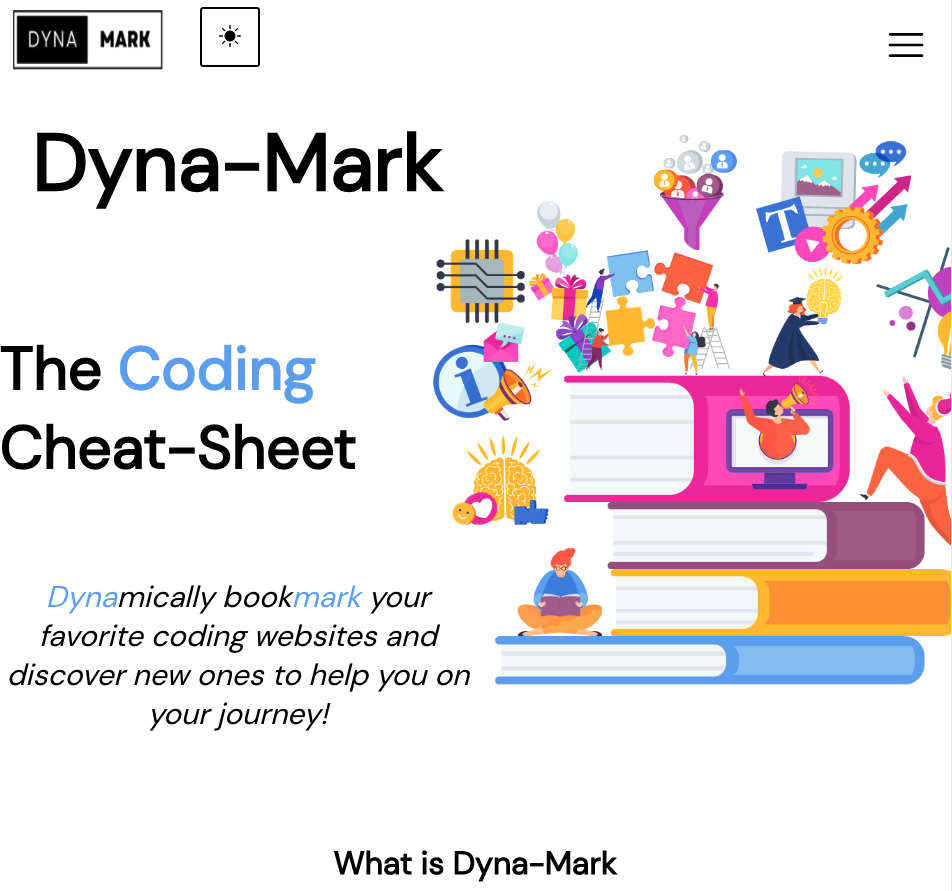 DYNA MARK
Dyna-Mark
T
The Coding
i
Cheat-Sheet
Dynamically bookmark your
favorite coding websites and
discover new ones to help you on
your journey!
What is Dyna-Mark